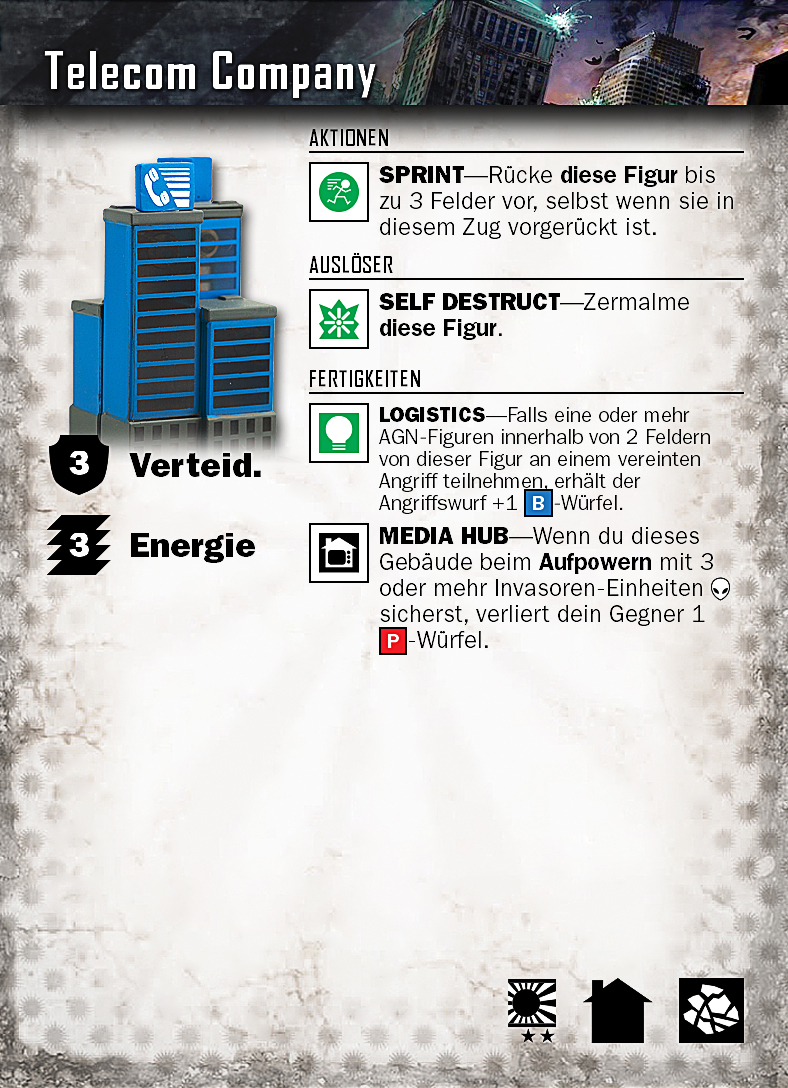 Telecom Company
AKTIONEN
SPRINT—Rücke diese Figur bis
zu 3 Felder vor, selbst wenn sie in
diesem Zug vorgerückt ist.
AUSLÖSER
SELF DESTRUCT—Zermalme
diese Figur.
FERTIGKEITEN
LOGISTICS—Falls eine oder mehr
AGN-Figuren innerhalb von 2 Feldern
von dieser Figur an einem vereinten
Angriff teilnehmen, erhält der
Angriffswurf +1 B-Würfel.
MEDIA HUB—Wenn du dieses
Gebäude beim Aufpowern mit 3
oder mehr Invasoren-Einheiten
sicherst, verliert dein Gegner 1
P-Würfel.
3 Verteid.
3 Energie